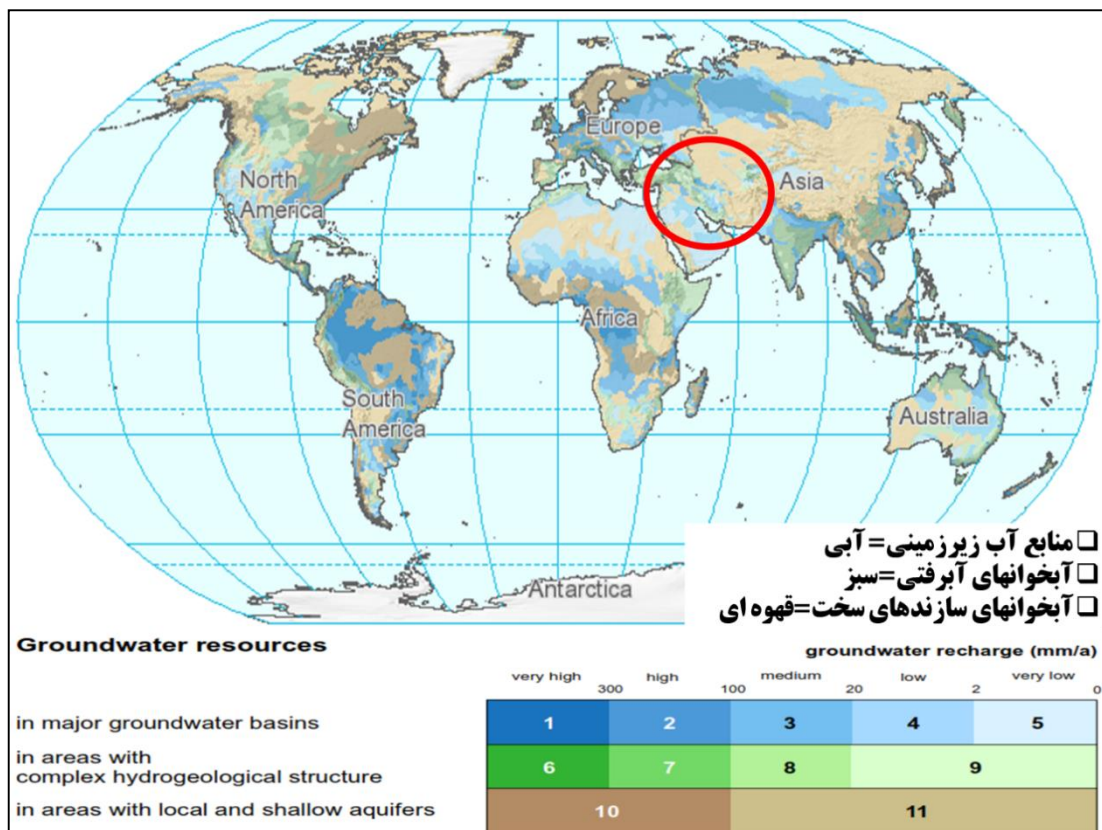 Europe
Asia
North
America
Africa
South
America
Australia
Antarctica
❑ منابع آب زیرزمینی=آبی
❑ آبخوانهای آبرفتی=سبز
❑ آبخوانهای سازندهای سخت=قهوه ای
Groundwater resources
groundwater recharge (mm/a)
very high high medium low very low
300 100 20 2 0
in major groundwater basins 1 2 3 4 5
in areas with
complex hydrogeological structure 6 7 8 9
in areas with local and shallow aquifers 10 11